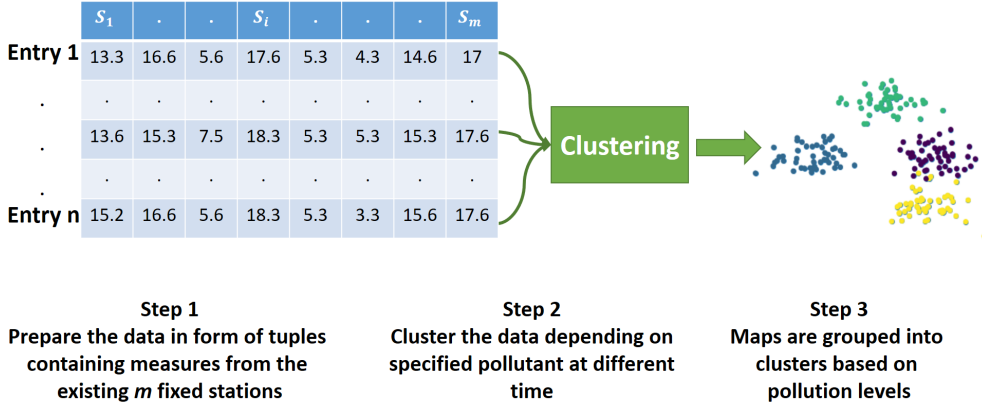 S₁ . . Sᵢ . . . Sₘ
Entry 1 13.3 16.6 5.6 17.6 5.3 4.3 14.6 17
. . . . . . . . .
. 13.6 15.3 7.5 18.3 5.3 5.3 15.3 17.6
. . . . . . . . .
Entry n 15.2 16.6 5.6 18.3 5.3 3.3 15.6 17.6
Clustering
Step 1
Prepare the data in form of tuples
containing measures from the
existing m fixed stations
Step 2
Cluster the data depending on
specified pollutant at different
time
Step 3
Maps are grouped into
clusters based on
pollution levels